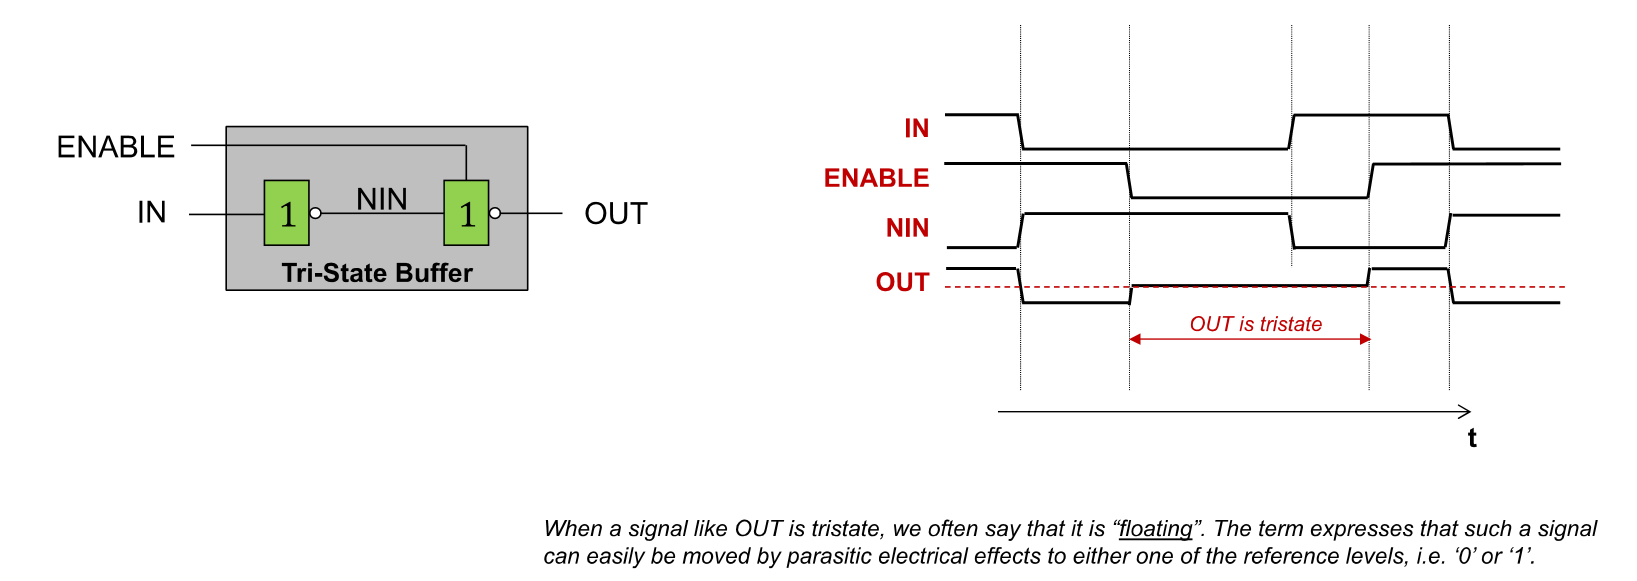 ENABLE
IN
1
NIN
1
OUT
Tri-State Buffer
IN
ENABLE
NIN
OUT
OUT is tristate
t
When a signal like OUT is tristate, we often say that it is “floating”. The term expresses that such a signal
can easily be moved by parasitic electrical effects to either one of the reference levels, i.e. ‘0’ or ‘1’.